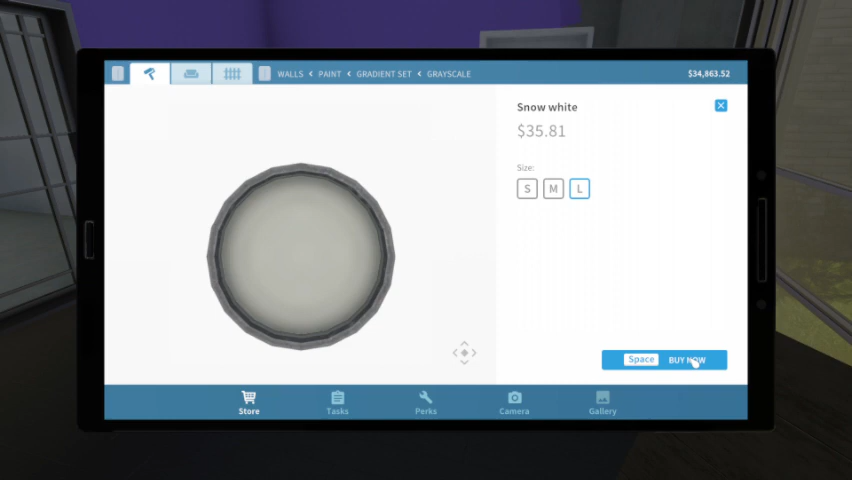 WALLS < PAINT < GRADIENT SET < GRAYSCALE
$34,863.52
Snow white
$35.81
Size:
S M L
Space BUY NOW
Store Tasks Perks Camera Gallery